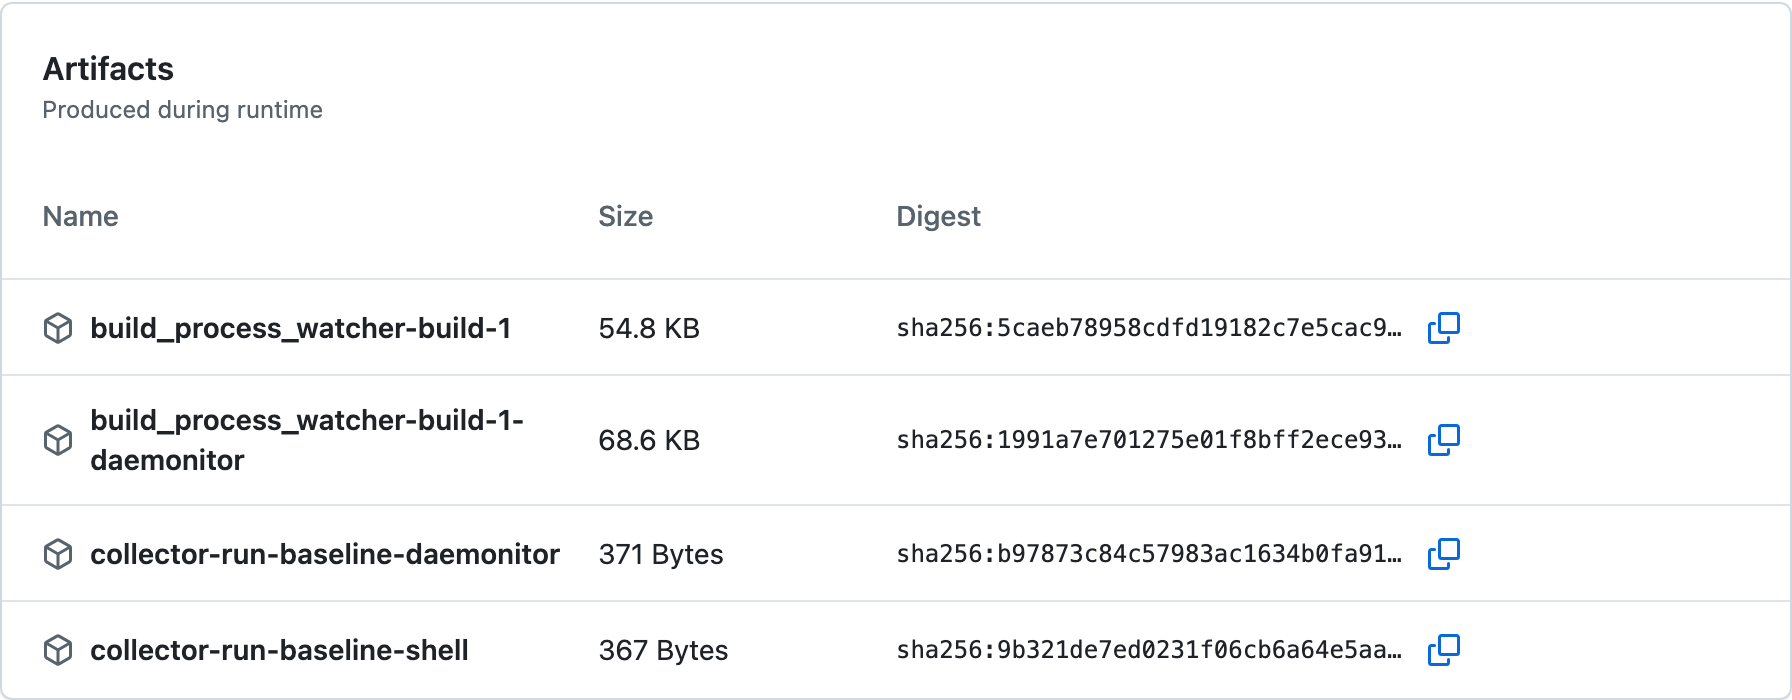 Artifacts
Produced during runtime
Name Size Digest
build_process_watcher-build-1 54.8 KB sha256:5caeb78958cdfd19182c7e5cac9…
build_process_watcher-build-1-
daemonitor 68.6 KB sha256:1991a7e701275e01f8bff2ece93…
collector-run-baseline-daemonitor 371 Bytes sha256:b97873c84c57983ac1634b0fa91…
collector-run-baseline-shell 367 Bytes sha256:9b321de7ed0231f06cb6a64e5aa…